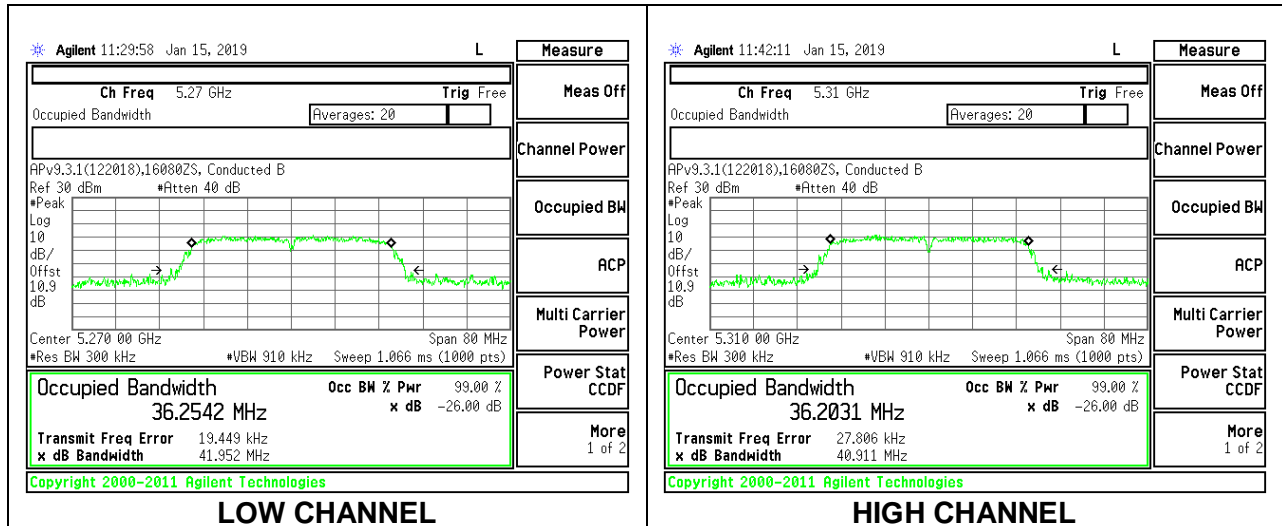 Agilent 11:29:58 Jan 15, 2019 L
Measure
Ch Freq 5.27 GHz Trig Free
Meas Off
Occupied Bandwidth Averages: 20
Channel Power
APv9.3.1(122018),16080ZS, Conducted B
Ref 30 dBm #Atten 40 dB
#Peak
Occupied BW
Log
10
dB/
ACP
Offst
10.9
dB
Multi Carrier
Power
Center 5.270 00 GHz Span 80 MHz
#Res BW 300 kHz #VBW 910 kHz Sweep 1.066 ms (1000 pts)
Power Stat
CCDF
Occupied Bandwidth Occ BW % Pwr 99.00 %
36.2542 MHz x dB -26.00 dB
More
1 of 2
Transmit Freq Error 19.449 kHz
x dB Bandwidth 41.952 MHz
Copyright 2000-2011 Agilent Technologies
LOW CHANNEL
Agilent 11:42:11 Jan 15, 2019 L
Measure
Ch Freq 5.31 GHz Trig Free
Meas Off
Occupied Bandwidth Averages: 20
Channel Power
APv9.3.1(122018),16080ZS, Conducted B
Ref 30 dBm #Atten 40 dB
#Peak
Occupied BW
Log
10
dB/
ACP
Offst
10.9
dB
Multi Carrier
Power
Center 5.310 00 GHz Span 80 MHz
#Res BW 300 kHz #VBW 910 kHz Sweep 1.066 ms (1000 pts)
Power Stat
CCDF
Occupied Bandwidth Occ BW % Pwr 99.00 %
36.2031 MHz x dB -26.00 dB
More
1 of 2
Transmit Freq Error 27.806 kHz
x dB Bandwidth 40.911 MHz
Copyright 2000-2011 Agilent Technologies
HIGH CHANNEL